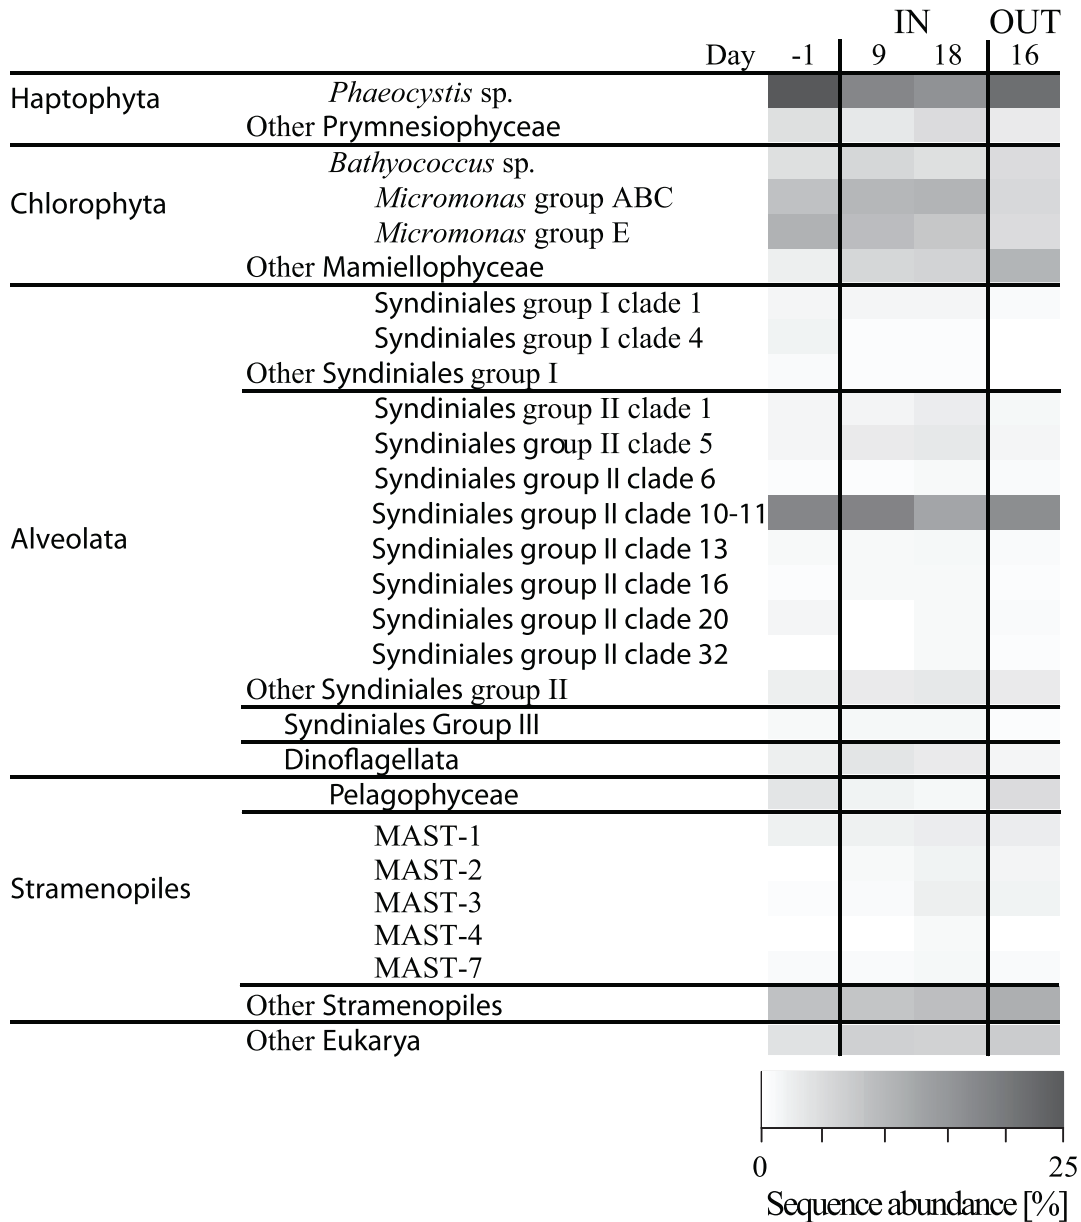 IN OUT
Day -1 9 18 16
Haptophyta
Phaeocystis sp.
Other Prymnesiophyceae
Chlorophyta
Bathyococcus sp.
Micromonas group ABC
Micromonas group E
Other Mamiellophyceae
Alveolata
Syndiniales group I clade 1
Syndiniales group I clade 4
Other Syndiniales group I
Syndiniales group II clade 1
Syndiniales group II clade 5
Syndiniales group II clade 6
Syndiniales group II clade 10-11
Syndiniales group II clade 13
Syndiniales group II clade 16
Syndiniales group II clade 20
Syndiniales group II clade 32
Other Syndiniales group II
Syndiniales Group III
Dinoflagellata
Stramenopiles
Pelagophyceae
MAST-1
MAST-2
MAST-3
MAST-4
MAST-7
Other Stramenopiles
Other Eukarya
0 25
Sequence abundance [%]